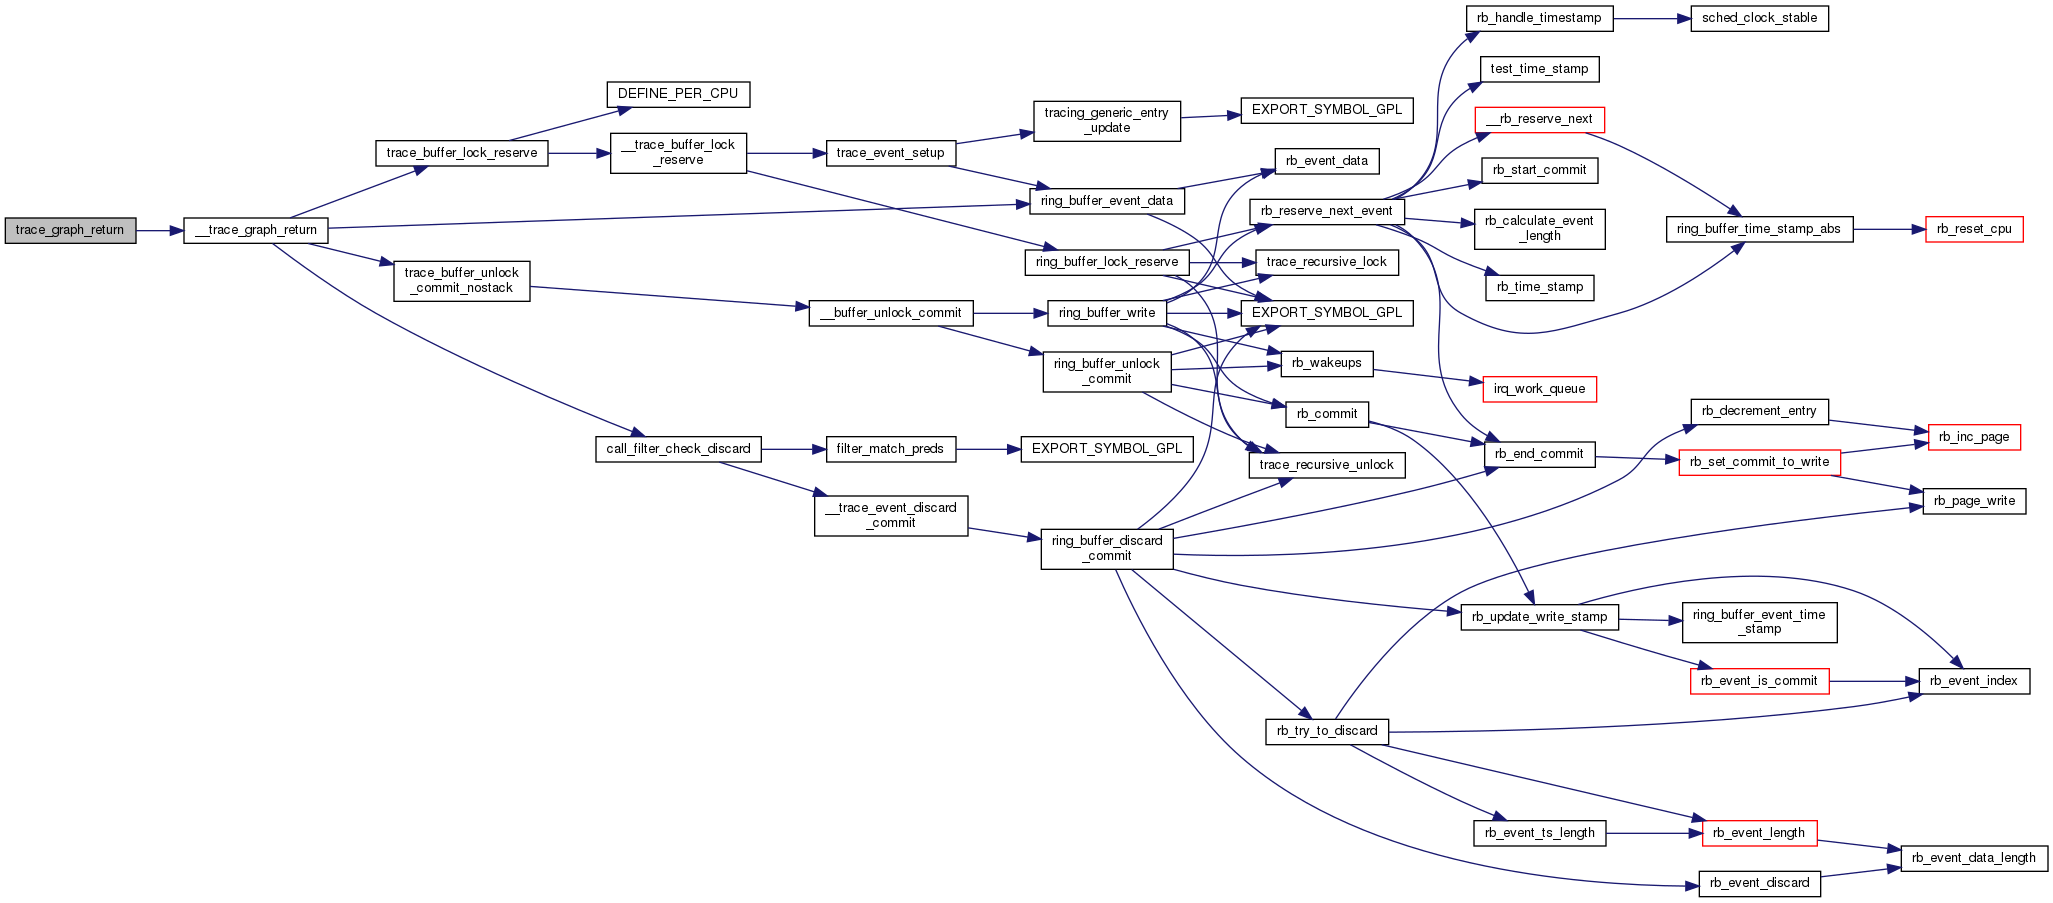 trace_graph_return
__trace_graph_return
trace_buffer_lock_reserve
trace_buffer_unlock
_commit_nostack
DEFINE_PER_CPU
__trace_buffer_lock
_reserve
call_filter_check_discard
trace_event_setup
__buffer_unlock_commit
filter_match_preds
__trace_event_discard
_commit
tracing_generic_entry
_update
ring_buffer_event_data
ring_buffer_lock_reserve
ring_buffer_write
ring_buffer_unlock
_commit
EXPORT_SYMBOL_GPL
ring_buffer_discard
_commit
EXPORT_SYMBOL_GPL
rb_event_data
rb_reserve_next_event
trace_recursive_lock
EXPORT_SYMBOL_GPL
rb_wakeups
rb_commit
trace_recursive_unlock
rb_try_to_discard
rb_handle_timestamp
test_time_stamp
__rb_reserve_next
rb_start_commit
rb_calculate_event
_length
rb_time_stamp
irq_work_queue
rb_end_commit
rb_update_write_stamp
rb_event_ts_length
sched_clock_stable
ring_buffer_time_stamp_abs
rb_decrement_entry
rb_set_commit_to_write
ring_buffer_event_time
_stamp
rb_event_is_commit
rb_event_length
rb_event_discard
rb_reset_cpu
rb_inc_page
rb_page_write
rb_event_index
rb_event_data_length